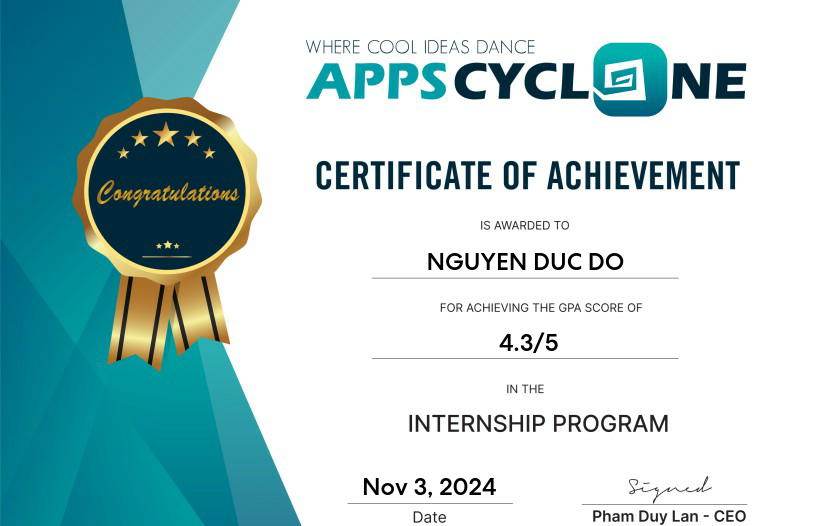 WHERE COOL IDEAS DANCE
APPSCYCLONE
CERTIFICATE OF ACHIEVEMENT
Congratulations
IS AWARDED TO
NGUYEN DUC DO
FOR ACHIEVING THE GPA SCORE OF
4.3/5
IN THE
INTERNSHIP PROGRAM
Nov 3, 2024
Date
Signed
Pham Duy Lan - CEO